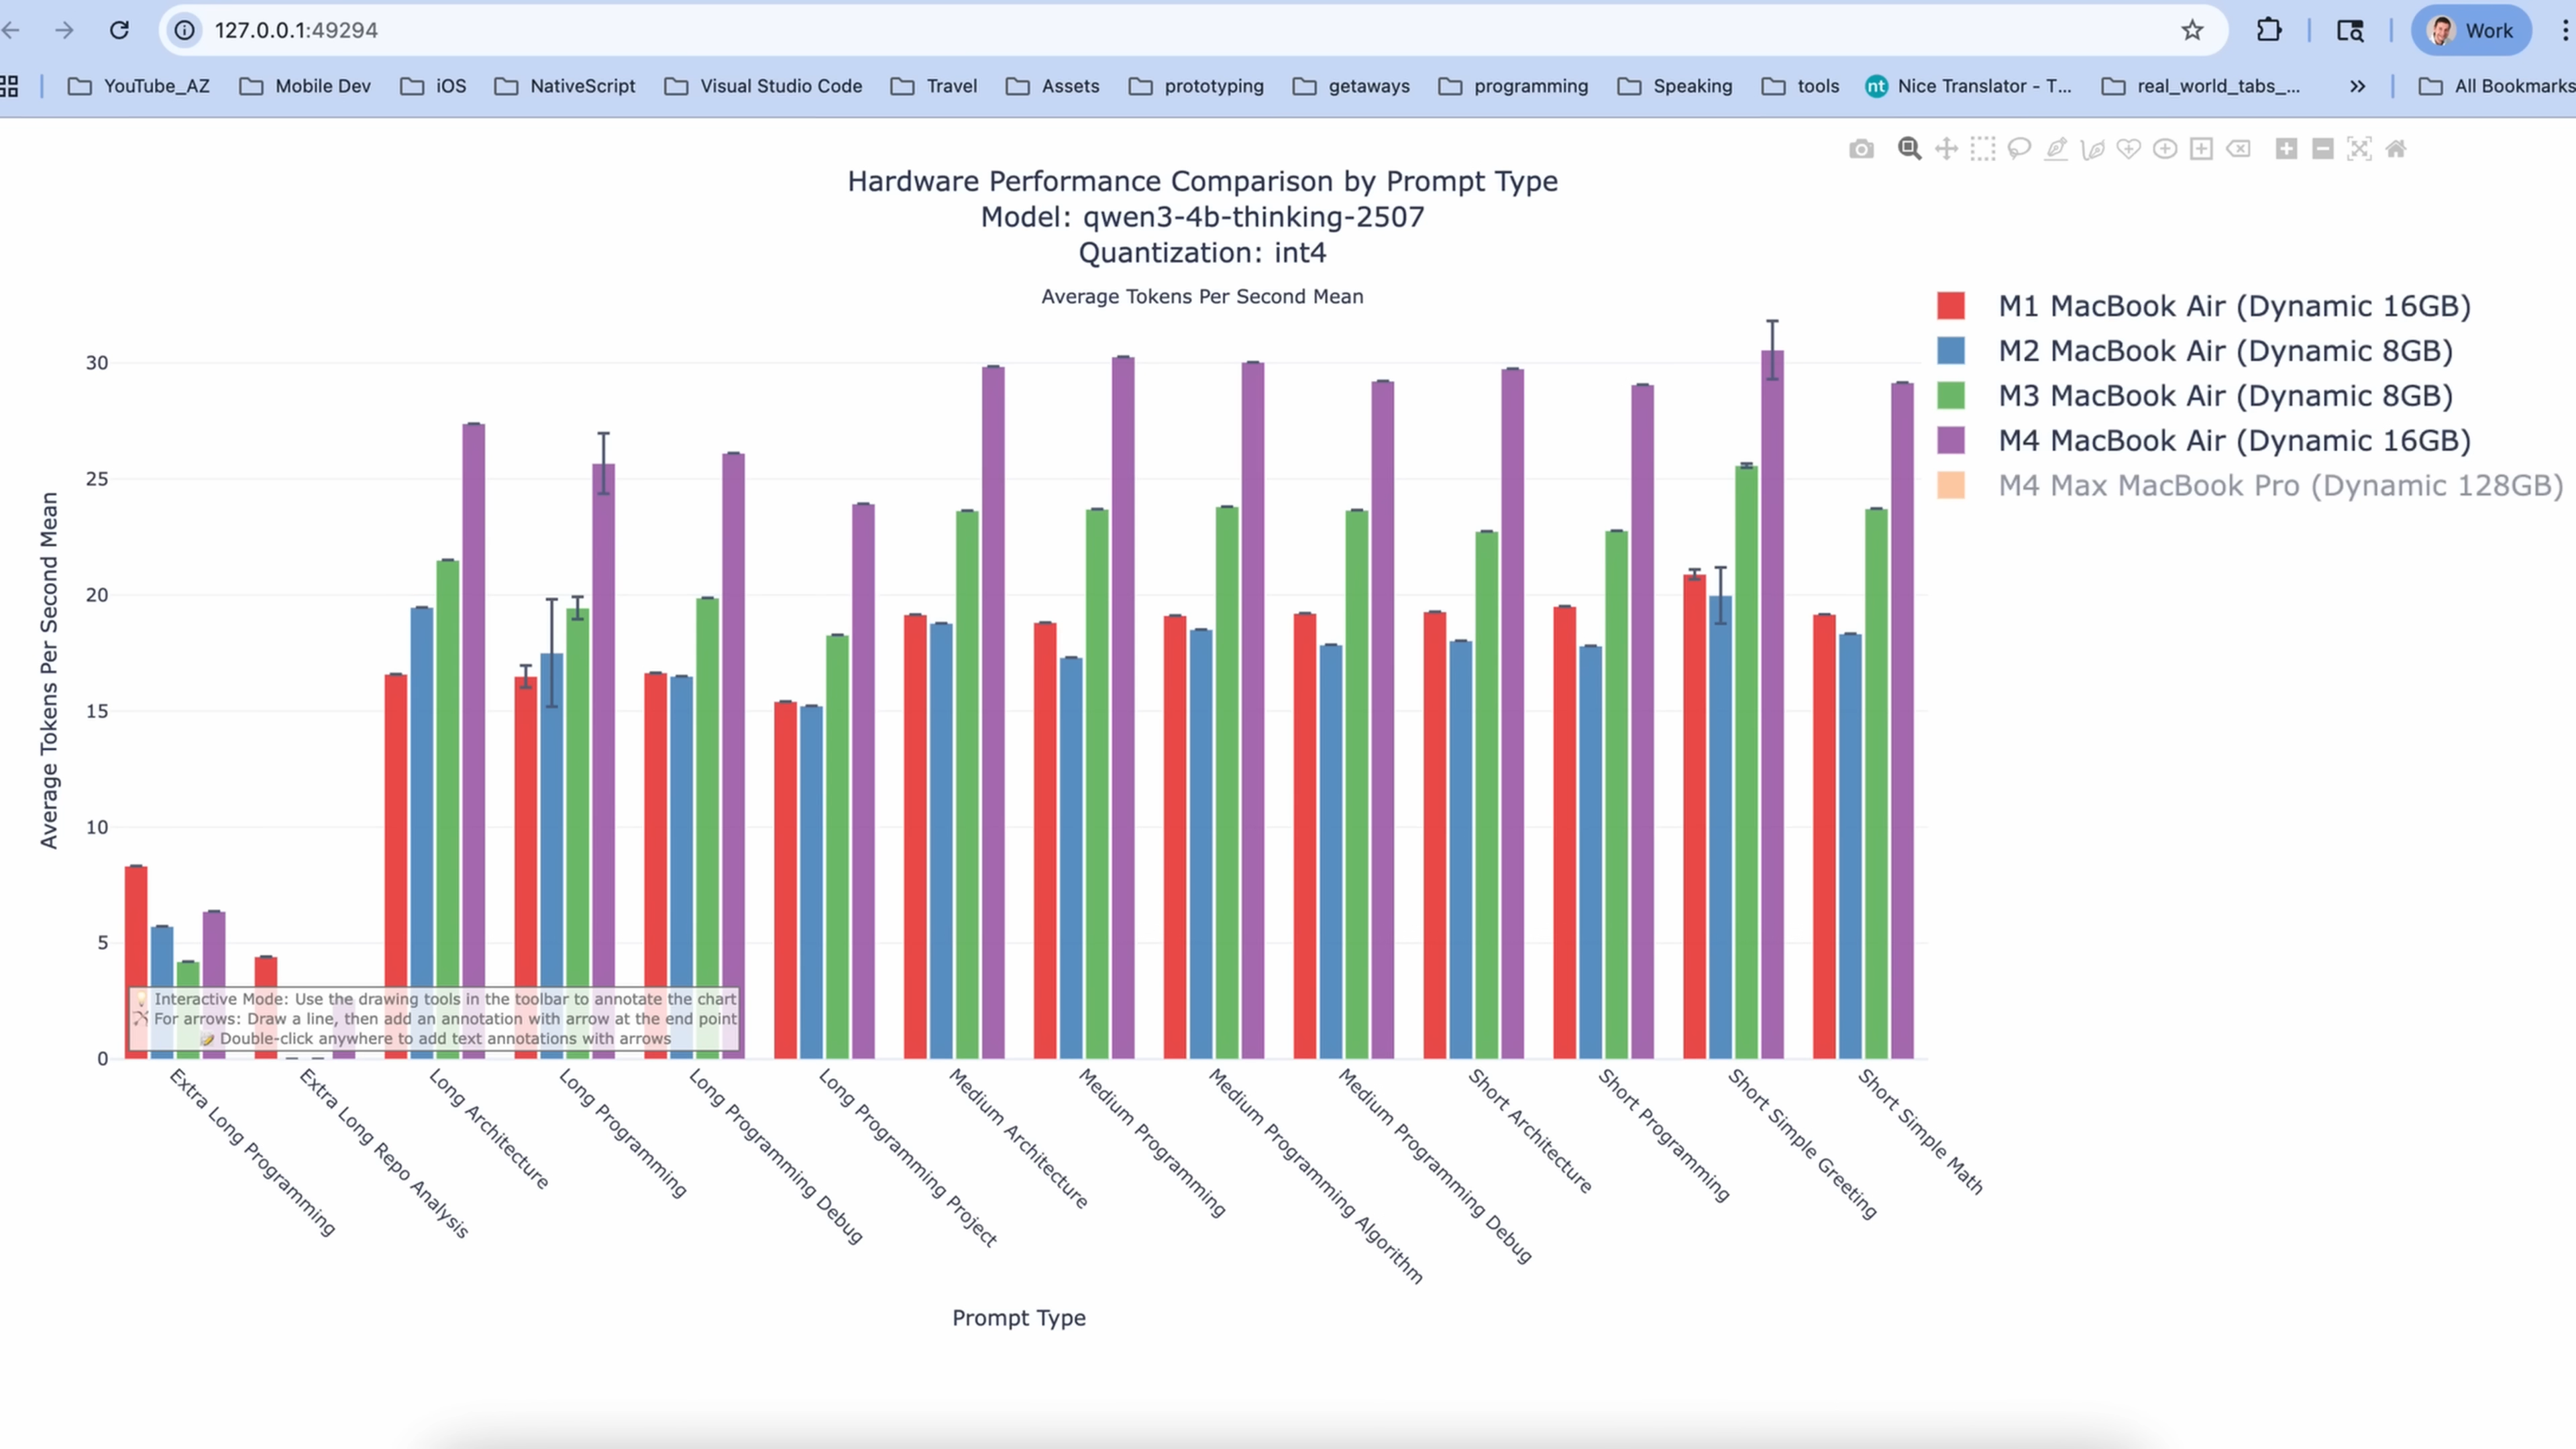 127.0.0.1:49294
Work
YouTube_AZ
Mobile Dev
iOS
NativeScript
Visual Studio Code
Travel
Assets
prototyping
getaways
programming
Speaking
tools
nt
Nice Translator - T...
real_world_tabs_...
All Bookmarks
Hardware Performance Comparison by Prompt Type
Model: qwen3-4b-thinking-2507
Quantization: int4
Average Tokens Per Second Mean
M1 MacBook Air (Dynamic 16GB)
M2 MacBook Air (Dynamic 8GB)
M3 MacBook Air (Dynamic 8GB)
M4 MacBook Air (Dynamic 16GB)
M4 Max MacBook Pro (Dynamic 128GB)
Average Tokens Per Second Mean
30
25
20
15
10
5
0
Interactive Mode: Use the drawing tools in the toolbar to annotate the chart
For arrows: Draw a line, then add an annotation with arrow at the end point
Double-click anywhere to add text annotations with arrows
Extra Long Programming
Extra Long Repo Analysis
Long Architecture
Long Programming
Long Programming Debug
Long Programming Project
Medium Architecture
Medium Programming
Medium Programming Algorithm
Medium Programming Debug
Short Architecture
Short Programming
Short Simple Greeting
Short Simple Math
Prompt Type